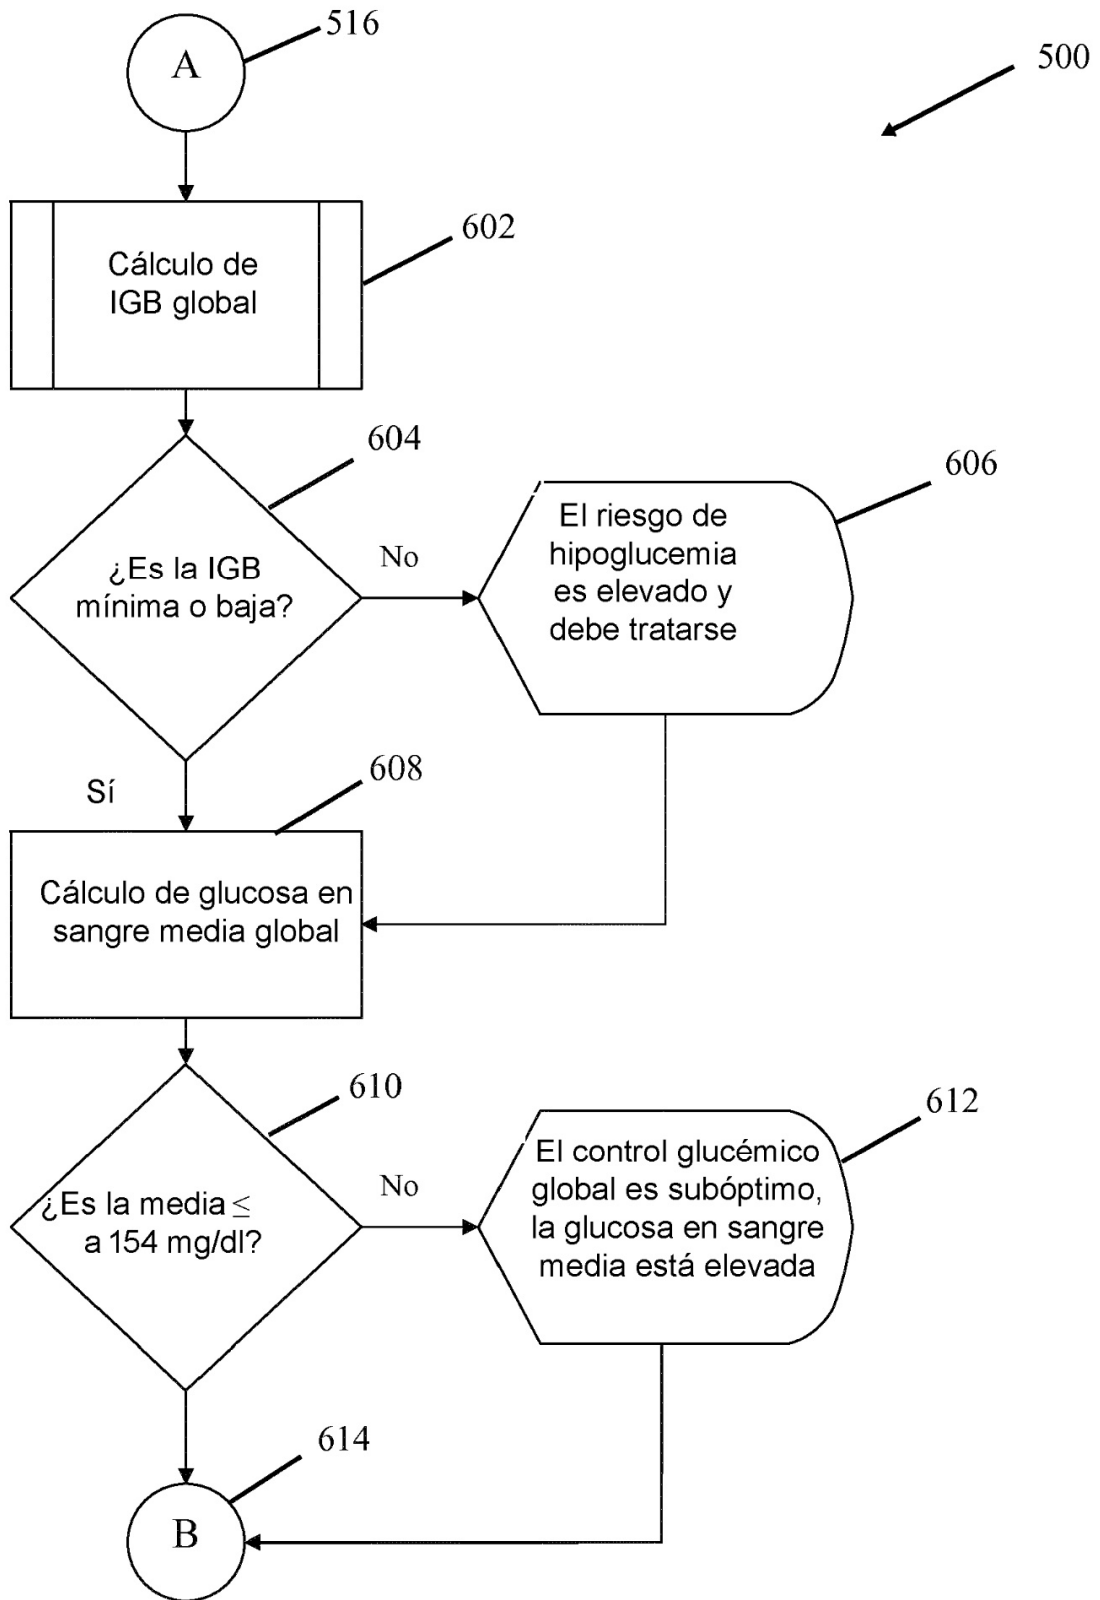 A
516
500
602
Cálculo de
IGB global
604
606
¿Es la IGB
mínima o baja?
No
El riesgo de
hipoglucemia
es elevado y
debe tratarse
Sí
608
Cálculo de glucosa en
sangre media global
610
612
¿Es la media ≤
a 154 mg/dl?
No
El control glucémico
global es subóptimo,
la glucosa en sangre
media está elevada
614
B